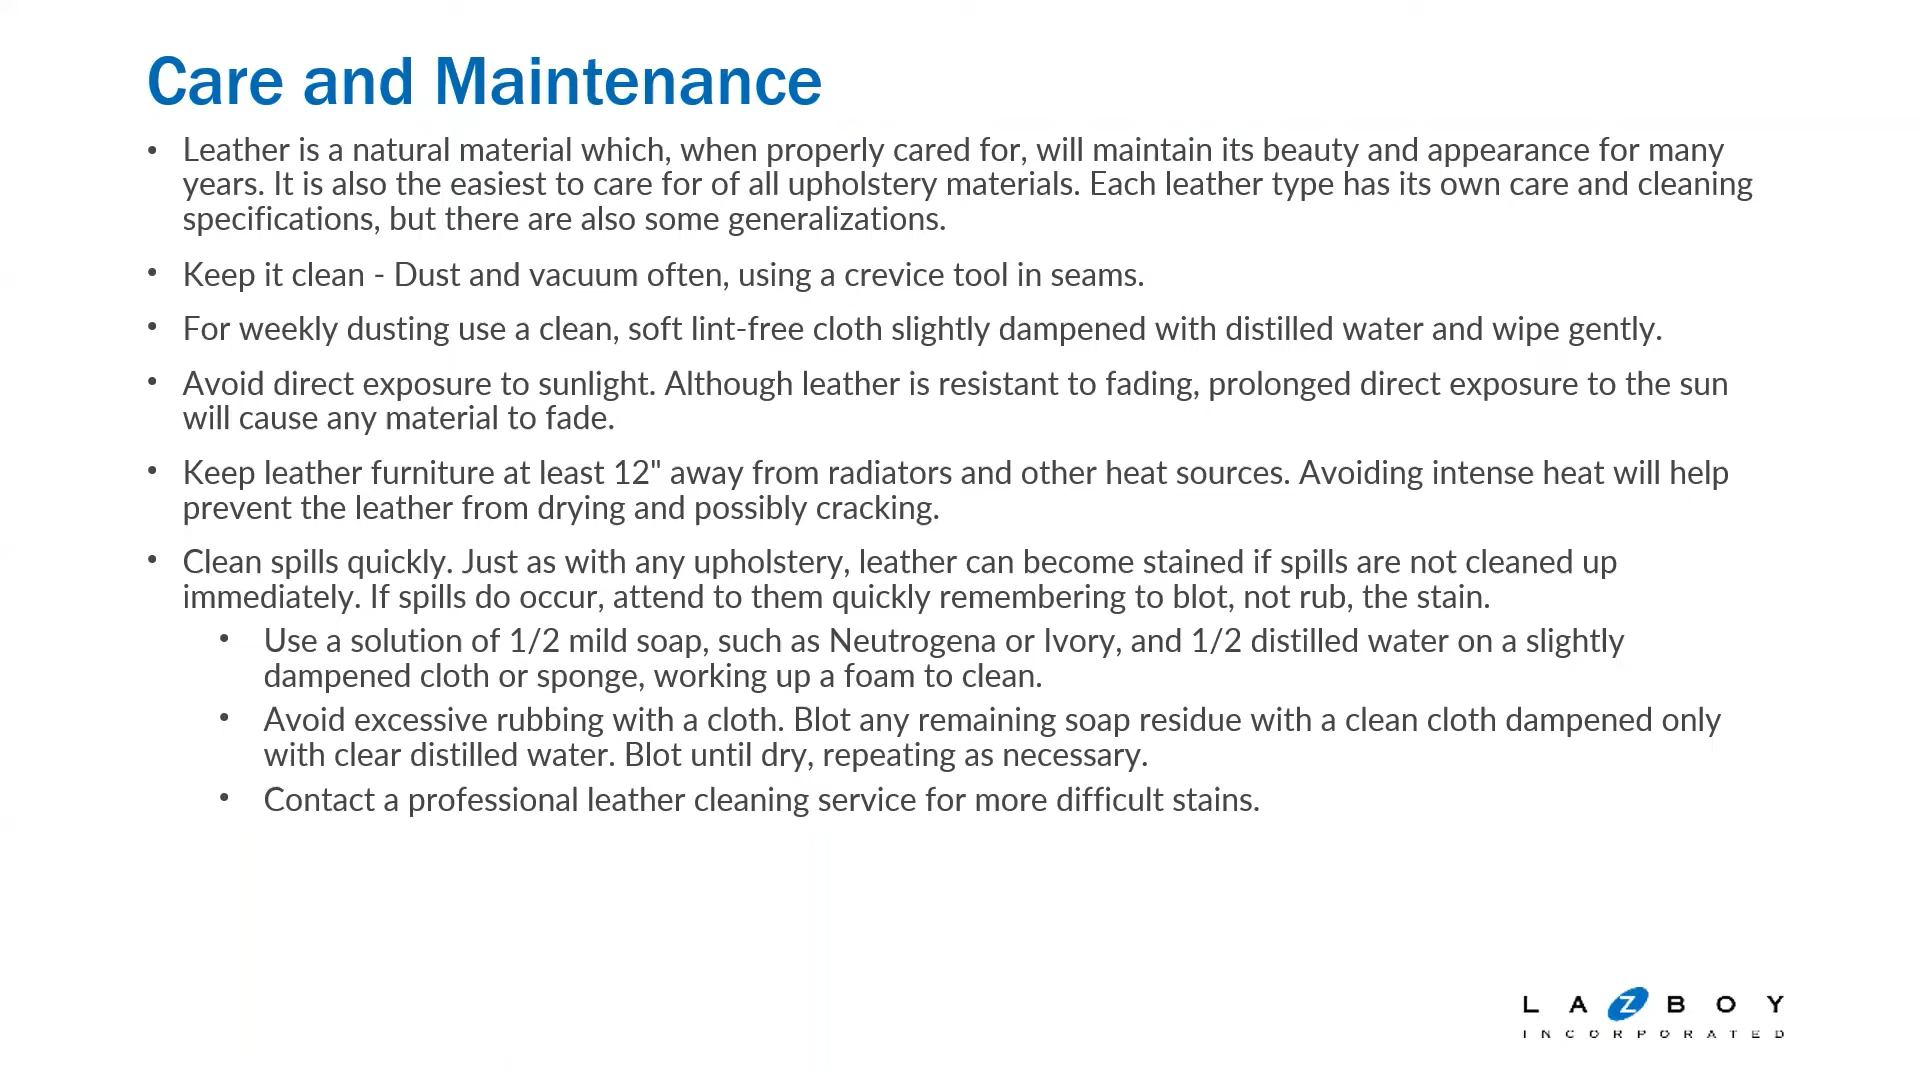 Care and Maintenance
• Leather is a natural material which, when properly cared for, will maintain its beauty and appearance for many
years. It is also the easiest to care for of all upholstery materials. Each leather type has its own care and cleaning
specifications, but there are also some generalizations.
• Keep it clean - Dust and vacuum often, using a crevice tool in seams.
• For weekly dusting use a clean, soft lint-free cloth slightly dampened with distilled water and wipe gently.
• Avoid direct exposure to sunlight. Although leather is resistant to fading, prolonged direct exposure to the sun
will cause any material to fade.
• Keep leather furniture at least 12" away from radiators and other heat sources. Avoiding intense heat will help
prevent the leather from drying and possibly cracking.
• Clean spills quickly. Just as with any upholstery, leather can become stained if spills are not cleaned up
immediately. If spills do occur, attend to them quickly remembering to blot, not rub, the stain.
• Use a solution of 1/2 mild soap, such as Neutrogena or Ivory, and 1/2 distilled water on a slightly
dampened cloth or sponge, working up a foam to clean.
• Avoid excessive rubbing with a cloth. Blot any remaining soap residue with a clean cloth dampened only
with clear distilled water. Blot until dry, repeating as necessary.
• Contact a professional leather cleaning service for more difficult stains.
LAZBOY
INCORPORATED